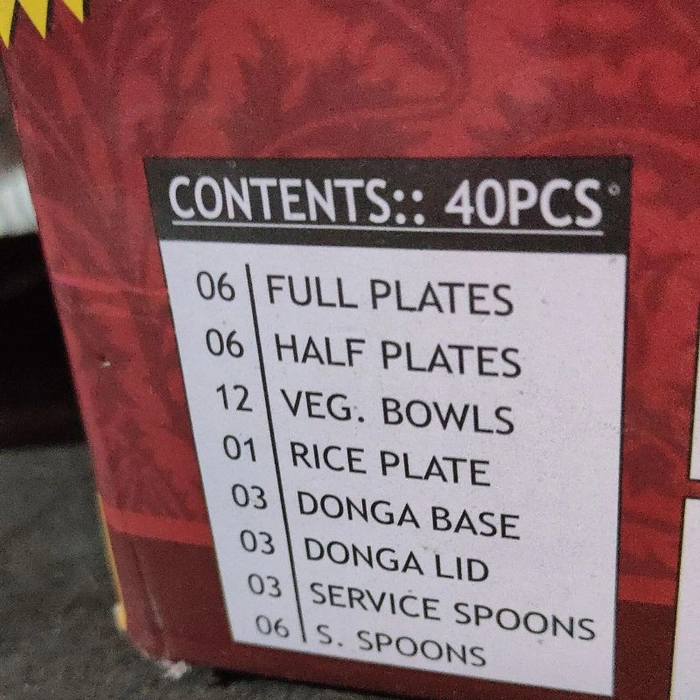 CONTENTS:: 40PCS
06 FULL PLATES
06 HALF PLATES
12 VEG. BOWLS
01 RICE PLATE
03 DONGA BASE
03 DONGA LID
03 SERVICE SPOONS
06 S. SPOONS